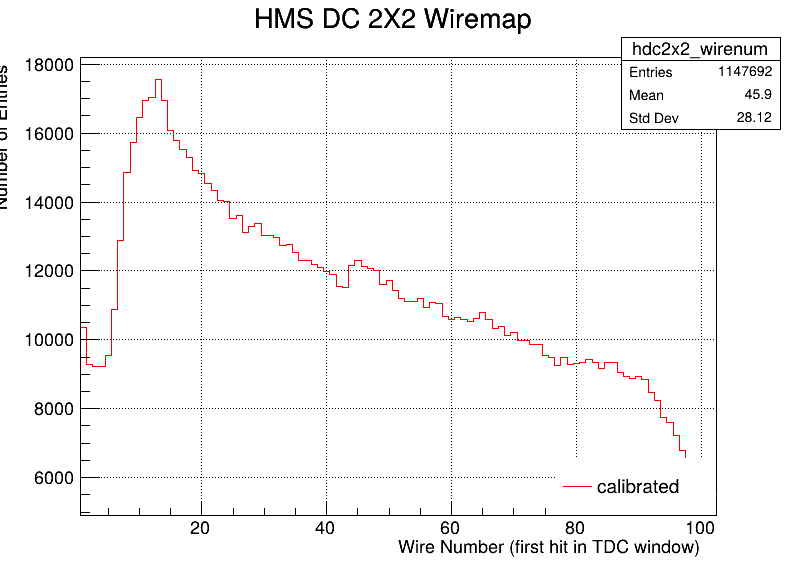 HMS DC 2X2 Wiremap
hdc2x2_wirenum
Entries 1147692
Mean 45.9
Std Dev 28.12
Number of Entries
18000
16000
14000
12000
10000
8000
6000
calibrated
20 40 60 80 100
Wire Number (first hit in TDC window)